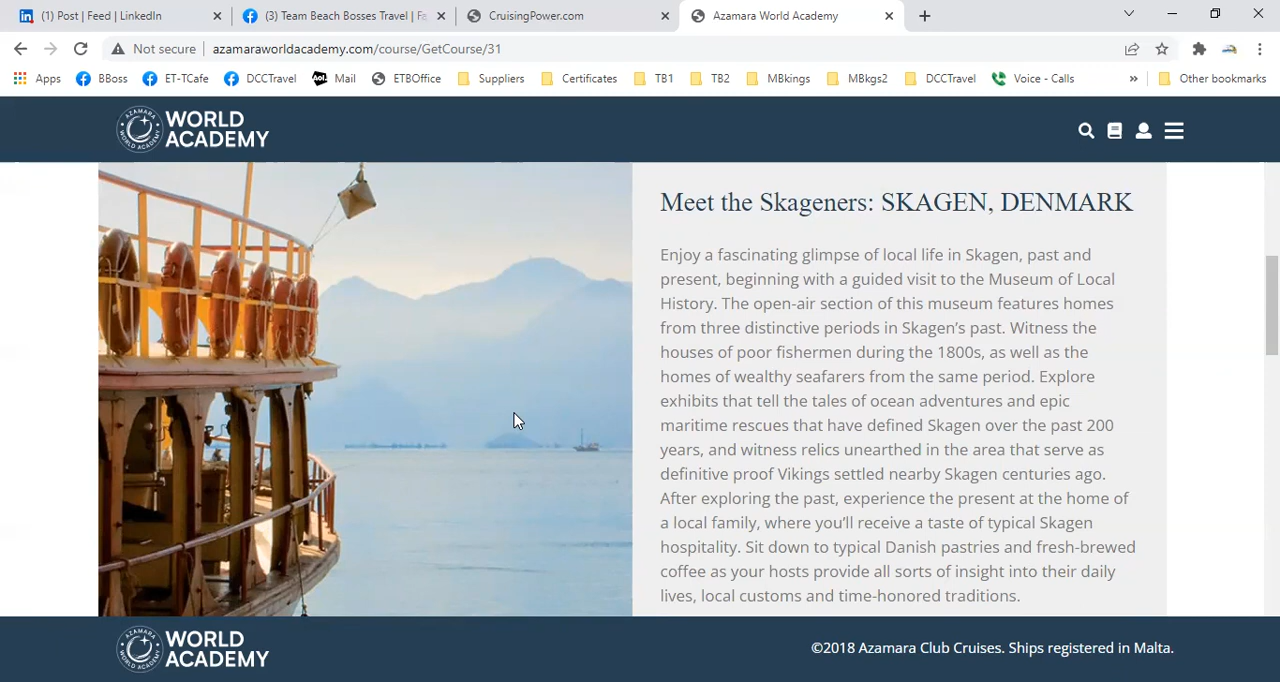 (1) Post | Feed | LinkedIn
(3) Team Beach Bosses Travel | Fa
CruisingPower.com
Azamara World Academy
Not secure
azamaraworldacademy.com/course/GetCourse/31
Apps
BBoss
ET-TCafe
DCCTravel
Aol.
Mail
ETBOffice
Suppliers
Certificates
TB1
TB2
MBkings
MBkgs2
DCCTravel
Voice - Calls
»
Other bookmarks
WORLD
ACADEMY
Meet the Skageners: SKAGEN, DENMARK
Enjoy a fascinating glimpse of local life in Skagen, past and
present, beginning with a guided visit to the Museum of Local
History. The open-air section of this museum features homes
from three distinctive periods in Skagen’s past. Witness the
houses of poor fishermen during the 1800s, as well as the
homes of wealthy seafarers from the same period. Explore
exhibits that tell the tales of ocean adventures and epic
maritime rescues that have defined Skagen over the past 200
years, and witness relics unearthed in the area that serve as
definitive proof Vikings settled nearby Skagen centuries ago.
After exploring the past, experience the present at the home of
a local family, where you’ll receive a taste of typical Skagen
hospitality. Sit down to typical Danish pastries and fresh-brewed
coffee as your hosts provide all sorts of insight into their daily
lives, local customs and time-honored traditions.
WORLD
ACADEMY
©2018 Azamara Club Cruises. Ships registered in Malta.